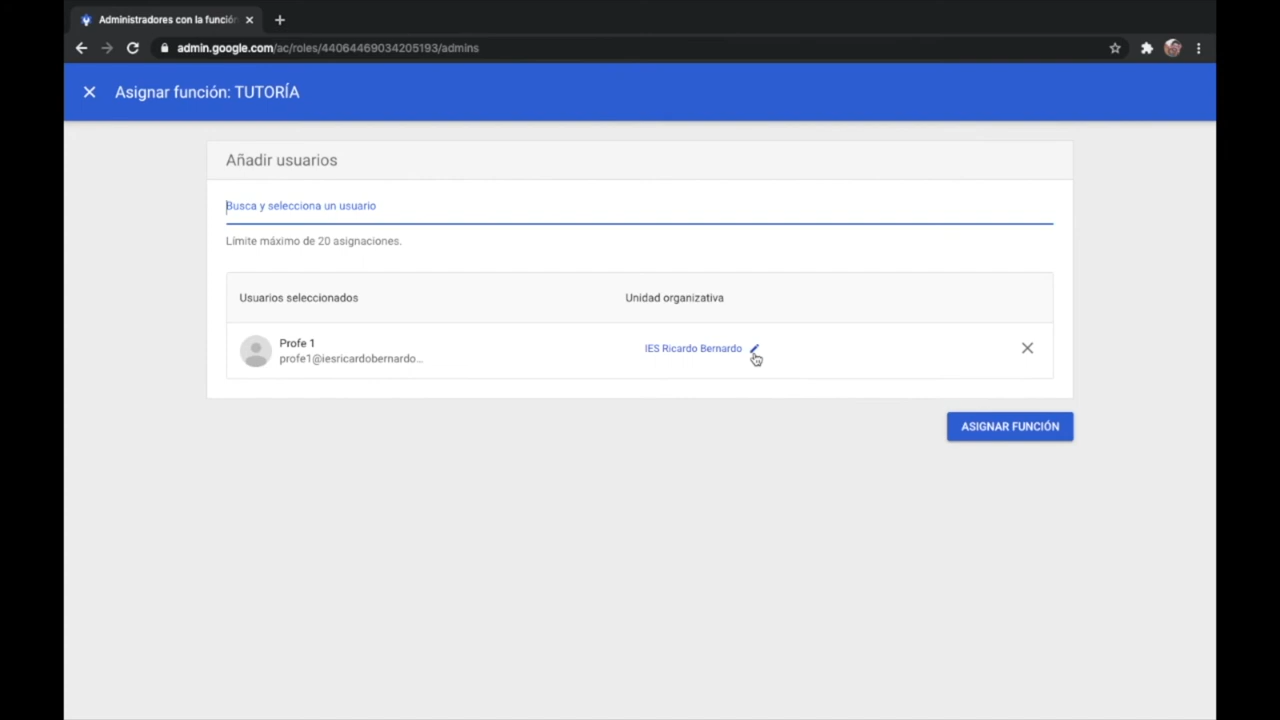 Administradores con la función
admin.google.com/ac/roles/44064469034205193/admins
Asignar función: TUTORÍA
Añadir usuarios
Busca y selecciona un usuario
Límite máximo de 20 asignaciones.
Usuarios seleccionados Unidad organizativa
Profe 1
profe1@iesricardobernardo...
IES Ricardo Bernardo
ASIGNAR FUNCIÓN